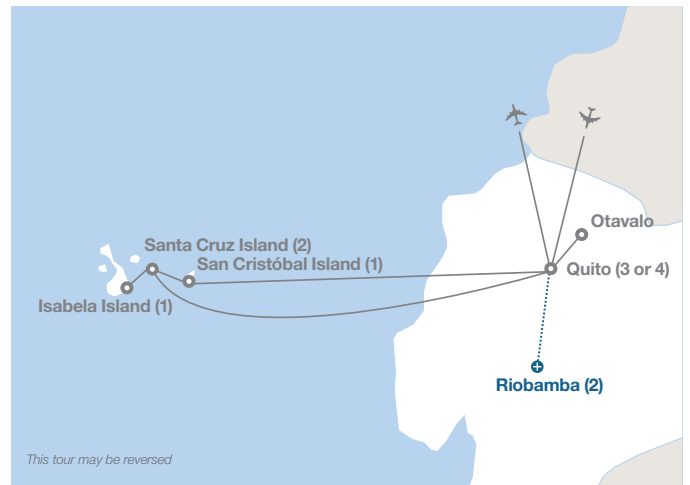 Otavalo
Santa Cruz Island (2)
San Cristóbal Island (1)
Quito (3 or 4)
Isabela Island (1)
Riobamba (2)
This tour may be reversed